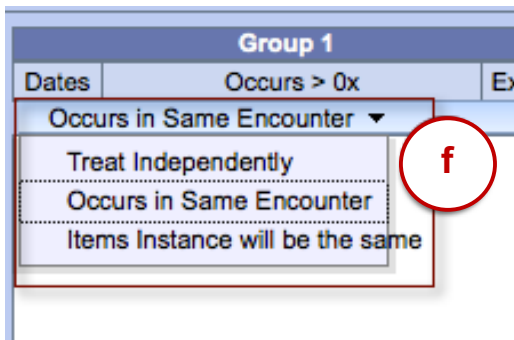 Group 1
Dates Occurs > 0x Ex
Occurs in Same Encounter
Treat Independently
Occurs in Same Encounter
Items Instance will be the same
f